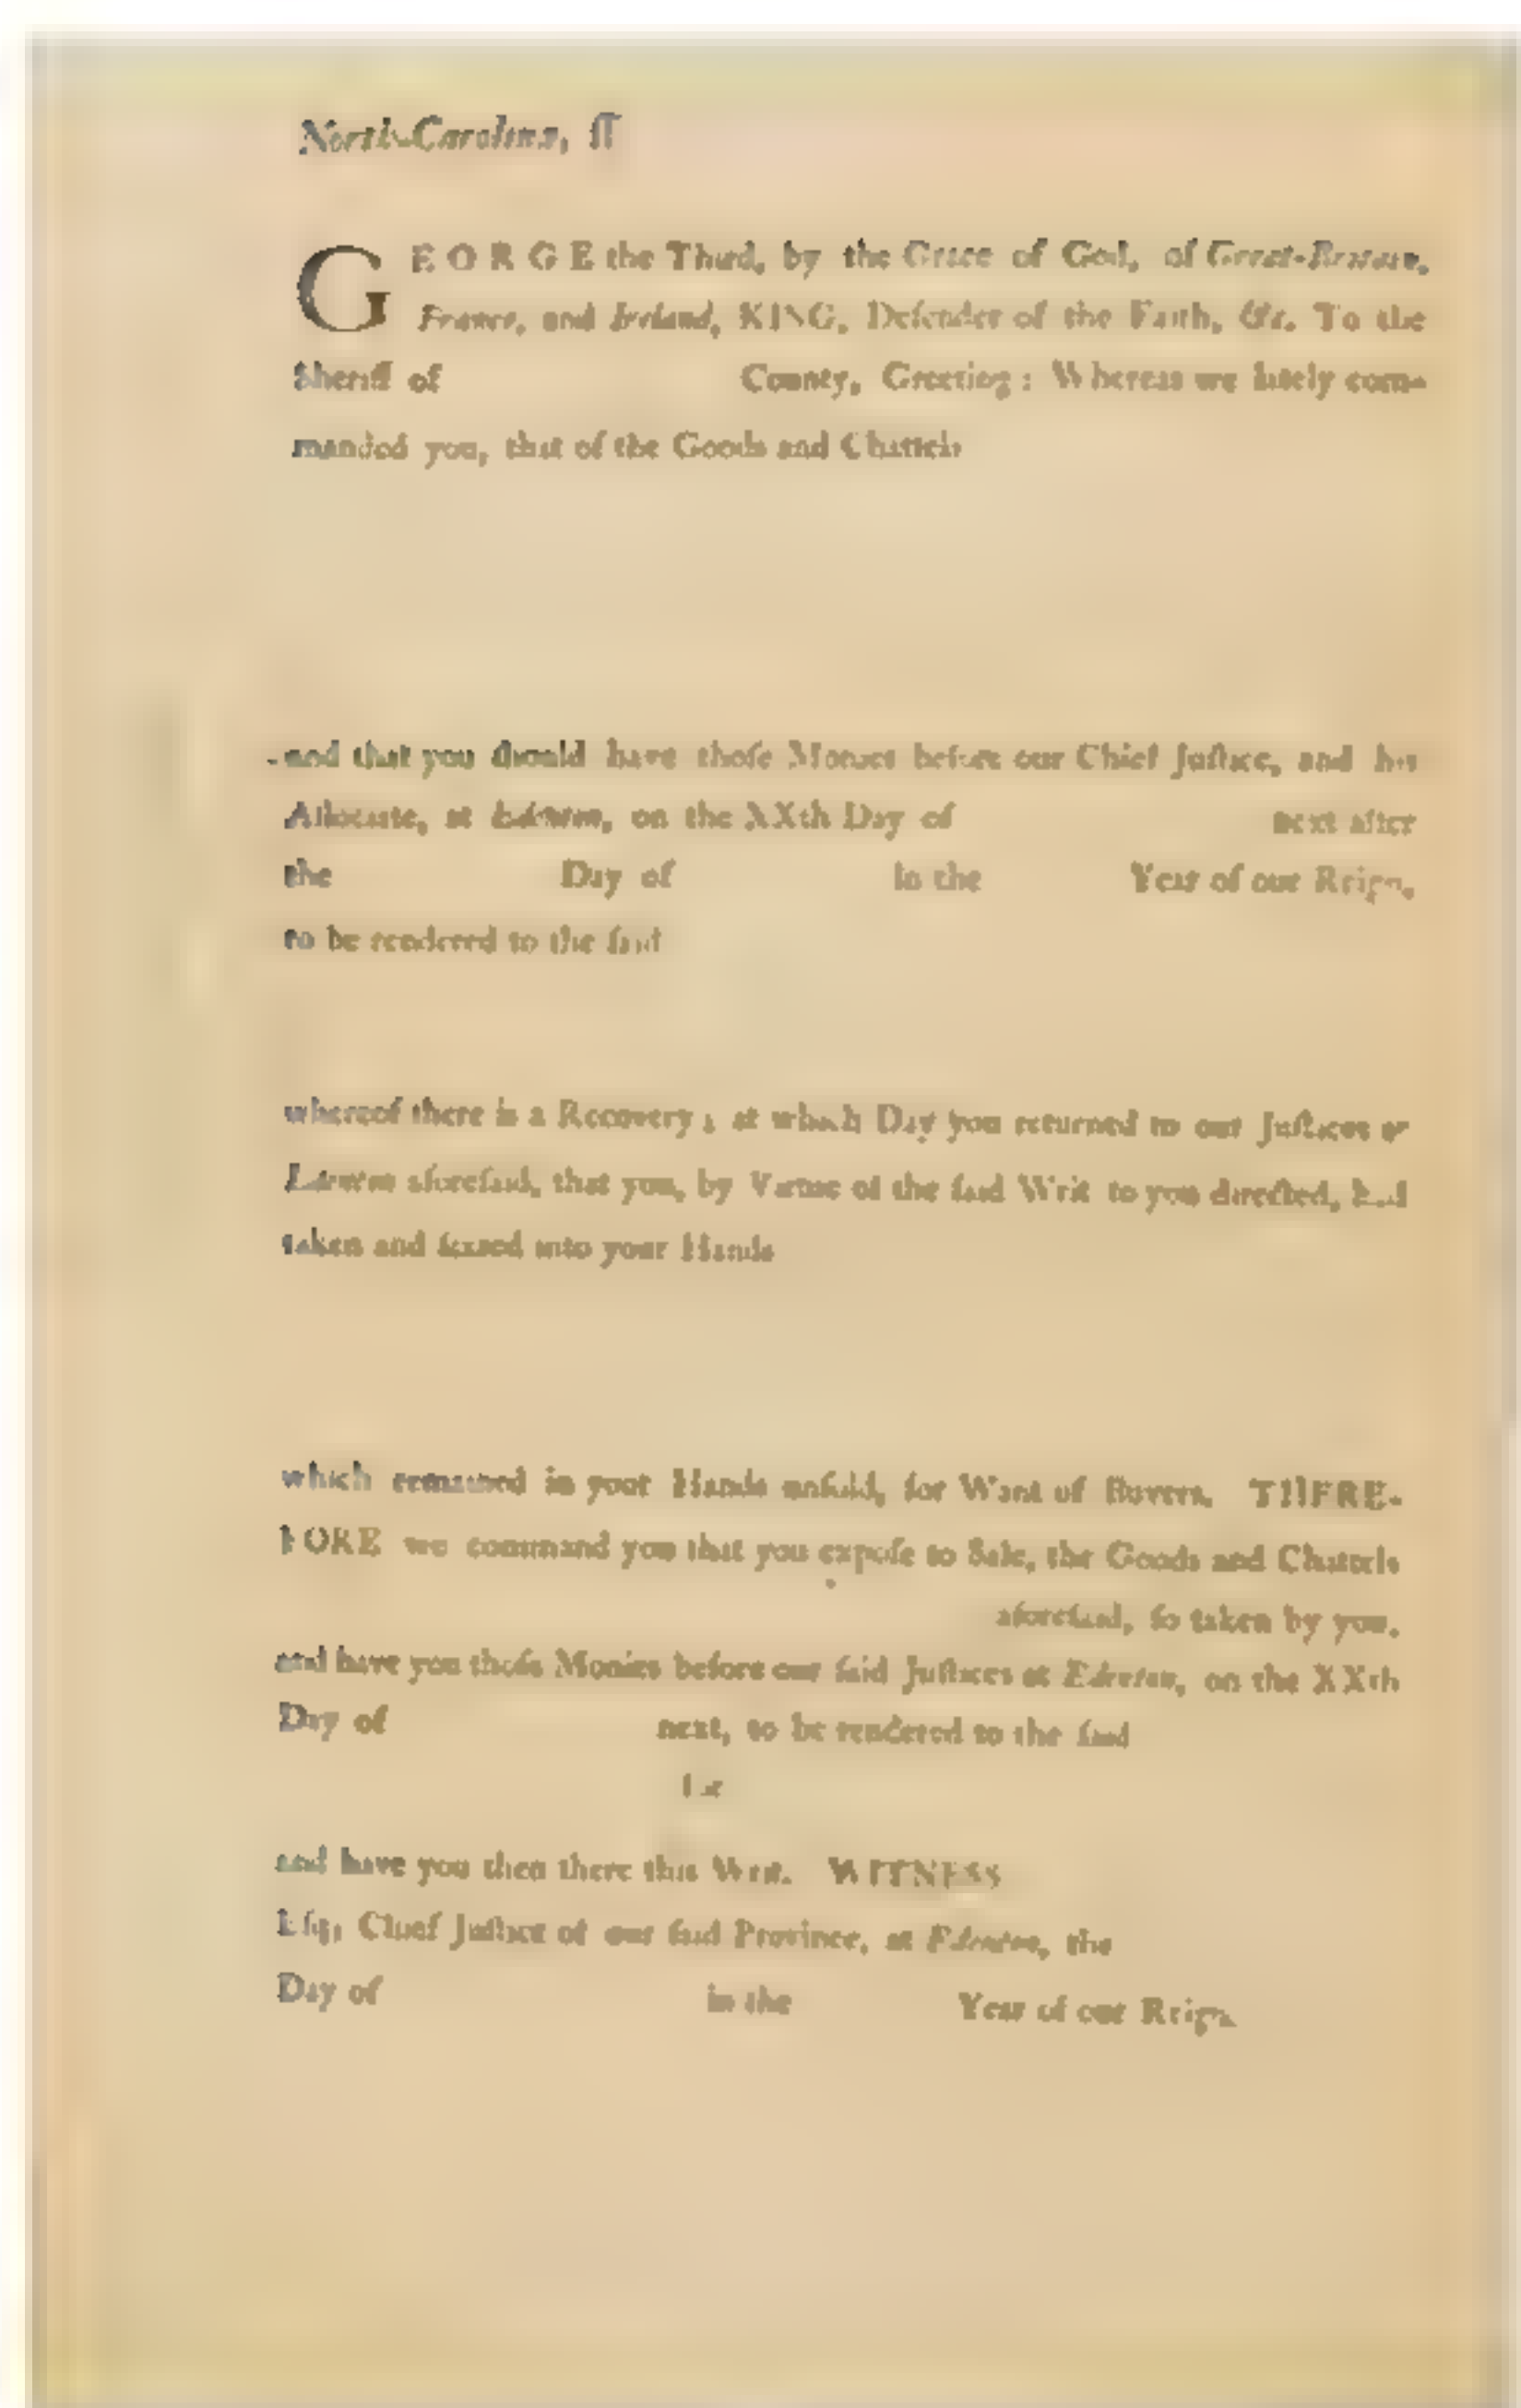 North-Carolina, ſſ
GEORGE the Third, by the Grace of God, of Great-Britain,
France, and Ireland, KING, Defender of the Faith, &c. To the
Sheriff of County, Greeting: Whereas we lately com-
manded you, that of the Goods and Chattels
and that you ſhould have thoſe Monies before our Chief Juſtice, and his
Aſſociate, at Edenton, on the XXth Day of next after
the Day of in the Year of our Reign,
to be rendered to the ſaid
whereof there is a Recovery; at which Day you returned to our Juſtices at
Edenton aforeſaid, that you, by Virtue of the ſaid Writ to you directed, had
taken and ſeized into your Hands
which remained in your Hands unſold, for Want of Buyers. THERE-
FORE we command you that you expoſe to Sale, the Goods and Chattels
aforeſaid, ſo taken by you.
and have you thoſe Monies before our ſaid Juſtices at Edenton, on the XXth
Day of next, to be rendered to the ſaid
and have you then there this Writ. WITNESS
Eſq; Chief Juſtice of our ſaid Province, at Edenton, the
Day of in the Year of our Reign.